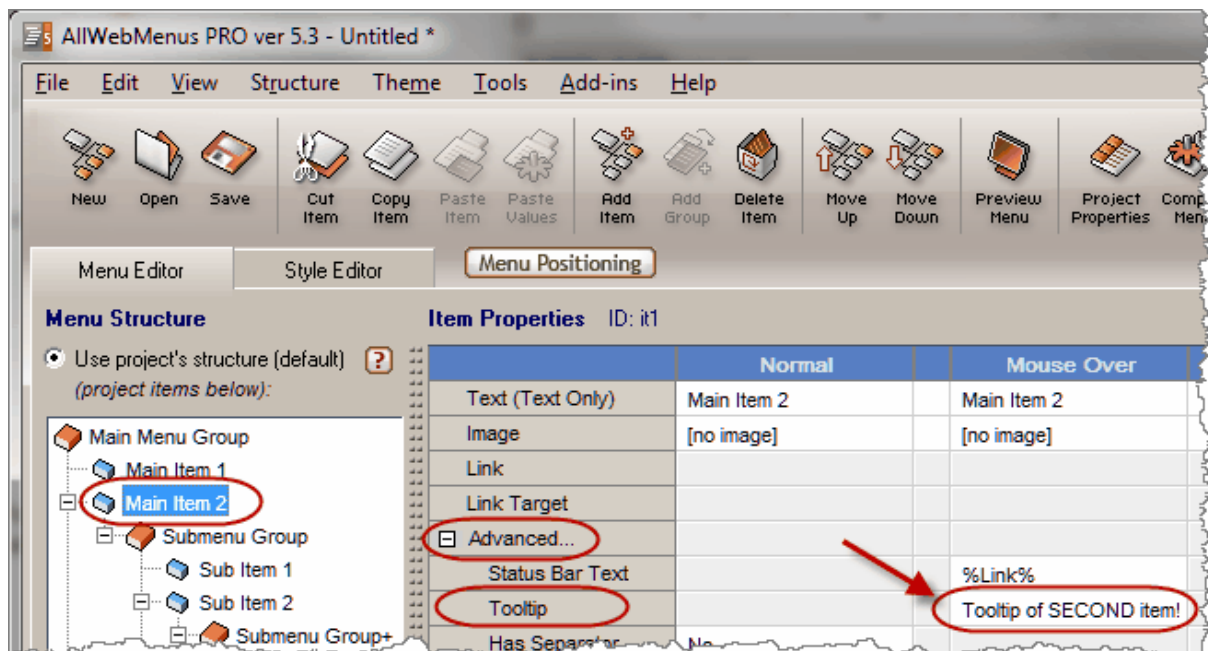 AllWebMenus PRO ver 5.3 - Untitled *
File Edit View Structure Theme Tools Add-ins Help
New Open Save Cut Item Copy Item Paste Item Paste Values Add Item Add Group Delete Item Move Up Move Down Preview Menu Project Properties
Menu Editor Style Editor Menu Positioning
Menu Structure
Use project's structure (default) ?
(project items below):
Main Menu Group
Main Item 1
Main Item 2
Submenu Group
Sub Item 1
Sub Item 2
Submenu Group+
Item Properties ID: it1
Normal Mouse Over
Text (Text Only) Main Item 2 Main Item 2
Image [no image] [no image]
Link
Link Target
Advanced...
Status Bar Text %Link%
Tooltip Tooltip of SECOND item!
Has Separator No